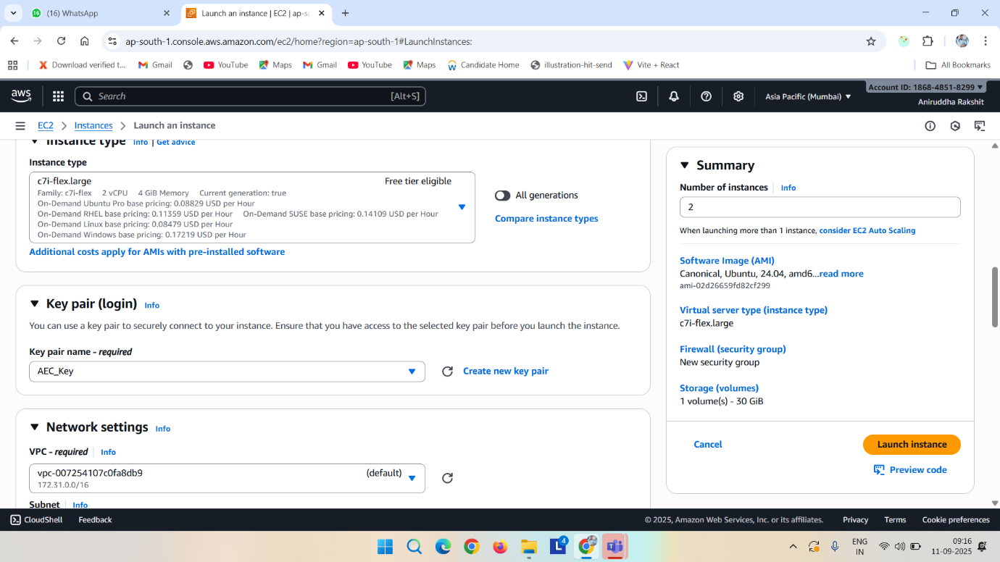 (16) WhatsApp
Launch an instance | EC2 | ap-so
ap-south-1.console.aws.amazon.com/ec2/home?region=ap-south-1#LaunchInstances:
Download verified t... Gmail YouTube Maps Gmail YouTube Maps Candidate Home illustration-hit-send Vite + React All Bookmarks
aws Search [Alt+S] Asia Pacific (Mumbai) Account ID: 1868-4851-8299
Aniruddha Rakshit
EC2 Instances Launch an instance
Instance type Info | Get advice
Instance type
c7i-flex.large Free tier eligible
Family: c7i-flex 2 vCPU 4 GiB Memory Current generation: true
On-Demand Ubuntu Pro base pricing: 0.08829 USD per Hour
On-Demand RHEL base pricing: 0.11359 USD per Hour On-Demand SUSE base pricing: 0.14109 USD per Hour
On-Demand Linux base pricing: 0.08479 USD per Hour
On-Demand Windows base pricing: 0.17219 USD per Hour
All generations
Compare instance types
Additional costs apply for AMIs with pre-installed software
Key pair (login) Info
You can use a key pair to securely connect to your instance. Ensure that you have access to the selected key pair before you launch the instance.
Key pair name - required
AEC_Key
Create new key pair
Network settings Info
VPC - required Info
vpc-007254107c0fa8db9 (default)
172.31.0.0/16
Subnet Info
Summary
Number of instances Info
2
When launching more than 1 instance, consider EC2 Auto Scaling
Software Image (AMI)
Canonical, Ubuntu, 24.04, amd6...read more
ami-02d26659fd82cf299
Virtual server type (instance type)
c7i-flex.large
Firewall (security group)
New security group
Storage (volumes)
1 volume(s) - 30 GiB
Cancel Launch instance
Preview code
CloudShell Feedback © 2025, Amazon Web Services, Inc. or its affiliates. Privacy Terms Cookie preferences
4
ENG
IN
09:16
11-09-2025